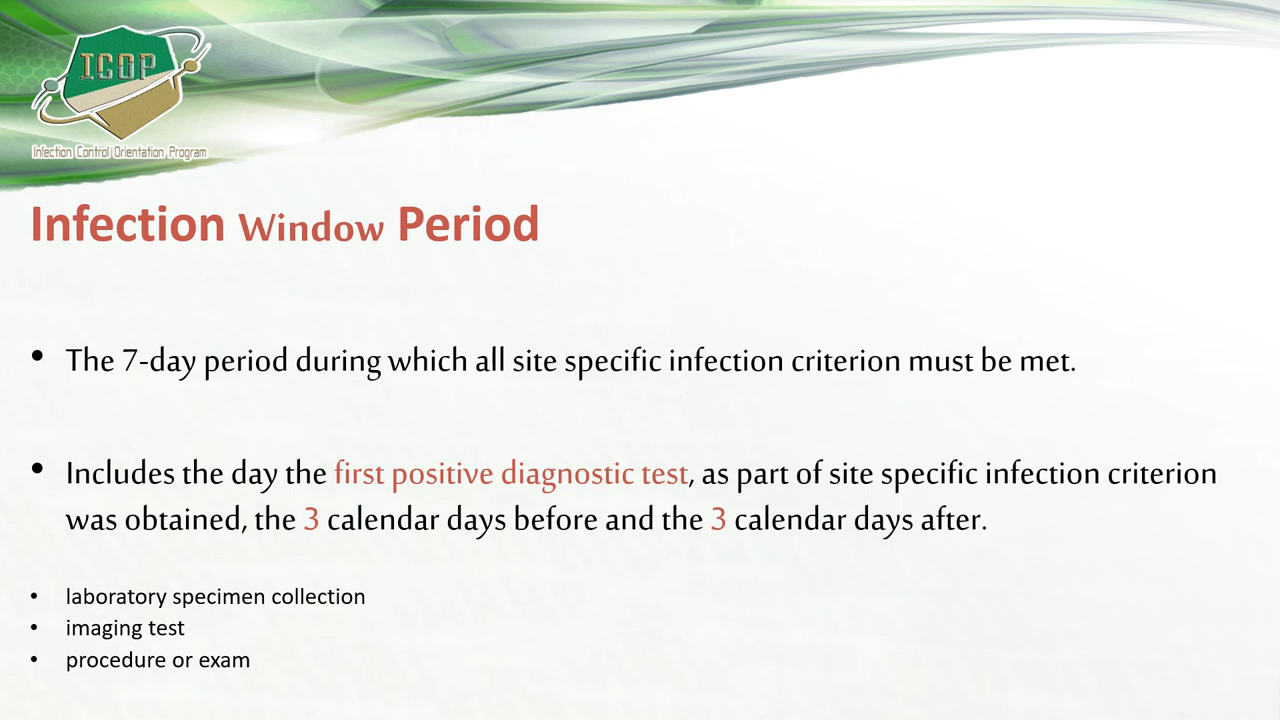 ICOP
Infection Control Orientation Program
Infection Window Period
• The 7-day period during which all site specific infection criterion must be met.
• Includes the day the first positive diagnostic test, as part of site specific infection criterion
was obtained, the 3 calendar days before and the 3 calendar days after.
• laboratory specimen collection
• imaging test
• procedure or exam